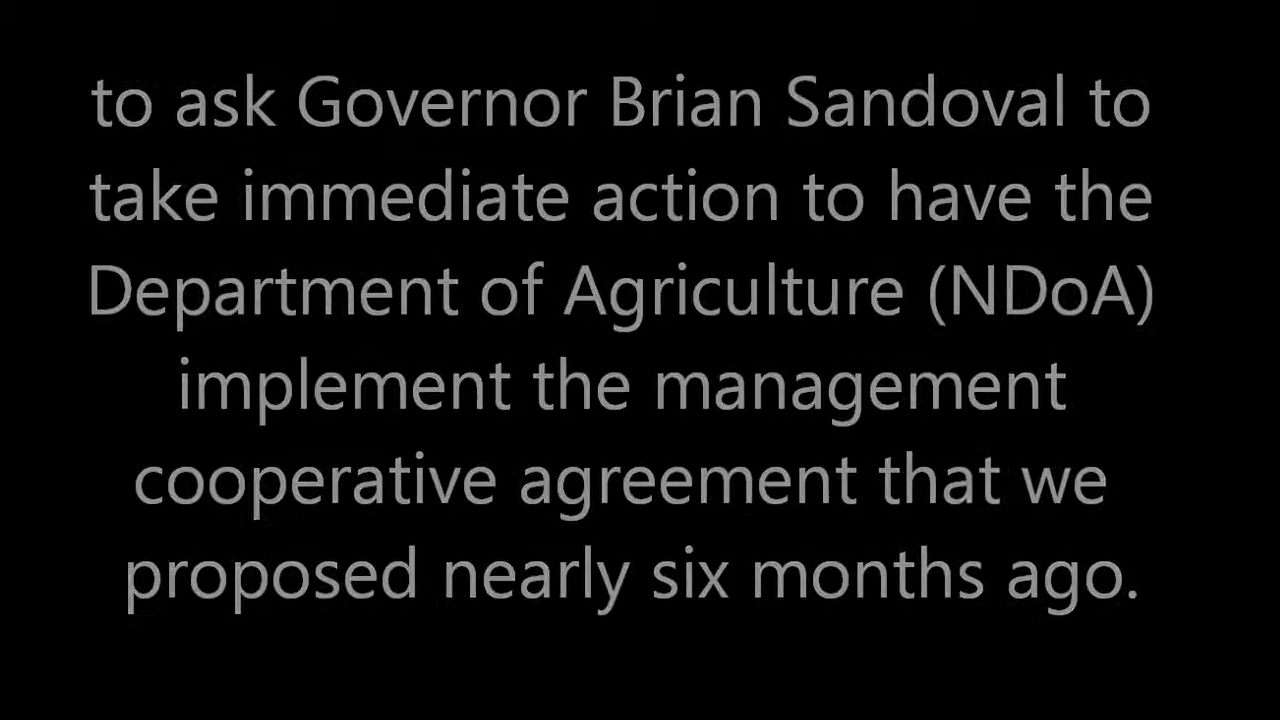 to ask Governor Brian Sandoval to
take immediate action to have the
Department of Agriculture (NDoA)
implement the management
cooperative agreement that we
proposed nearly six months ago.